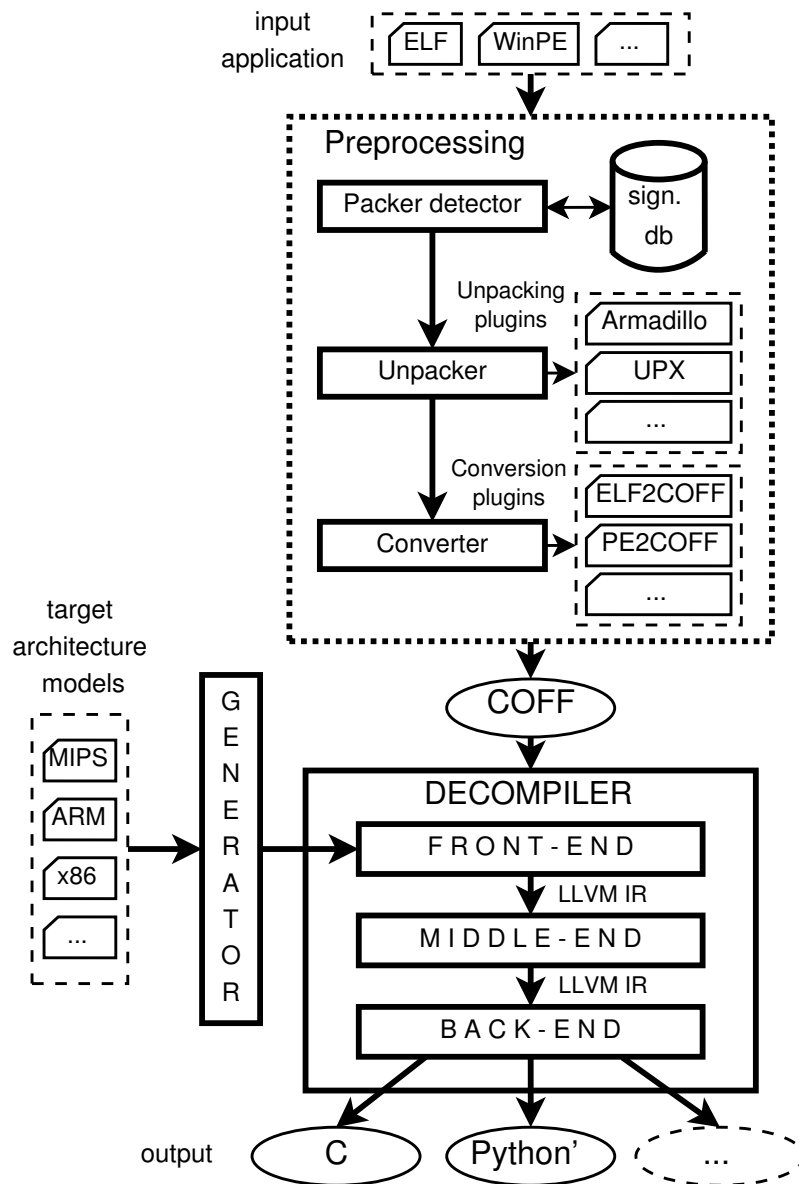 input
application
ELF
WinPE
...
Preprocessing
Packer detector
sign.
db
Unpacking
plugins
Armadillo
Unpacker
UPX
...
Conversion
plugins
ELF2COFF
Converter
PE2COFF
...
target
architecture
models
MIPS
ARM
x86
...
G
E
N
E
R
A
T
O
R
COFF
DECOMPILER
FRONT-END
LLVM IR
MIDDLE-END
LLVM IR
BACK-END
output
C
Python’
...